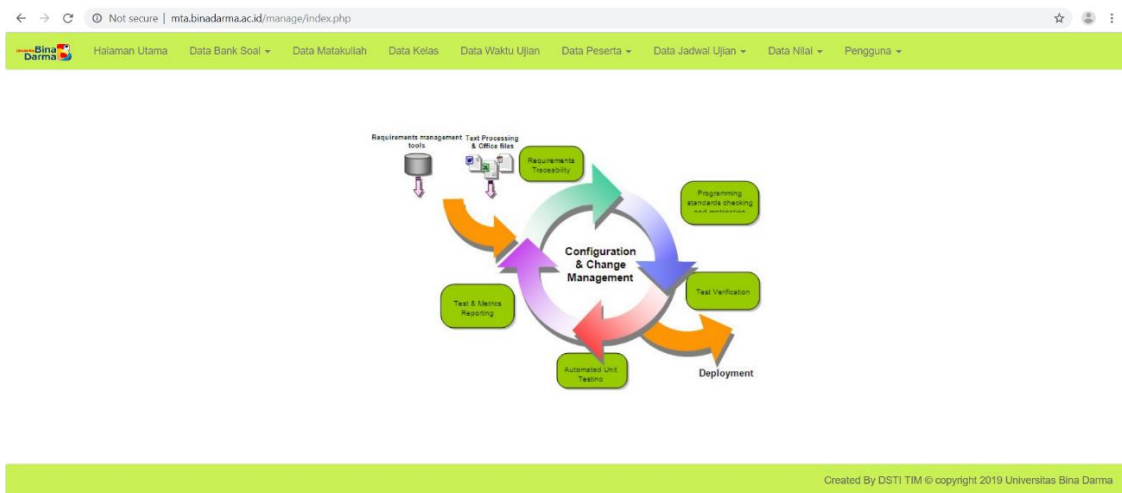 Not secure | mta.binadarma.ac.id/manage/index.php
Universitas Bina Darma
Halaman Utama Data Bank Soal Data Matakuliah Data Kelas Data Waktu Ujian Data Peserta Data Jadwal Ujian Data Nilai Pengguna
Requirements management
tools
Text Processing
& Office files
Requirements
Traceability
Programming
standards checking
Configuration
& Change
Management
Test Verification
Test & Metrics
Reporting
Automated Unit
Testing
Deployment
Created By DSTI TIM © copyright 2019 Universitas Bina Darma